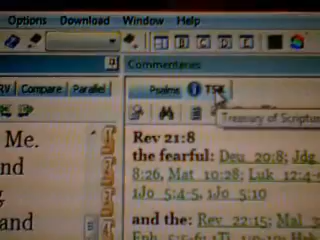 Options Download Window Help
Commentaries
RV Compare Parallel
Psalms TSK
Treasury of Scripture
Me.
nd
and
Rev 21:8
the fearful: Deu 20:8; Jdg
8:26, Mat 10:28; Luk 12:4-
1Jo 5:4-5, 1Jo 5:10
and the: Rev 22:15; Mal 3